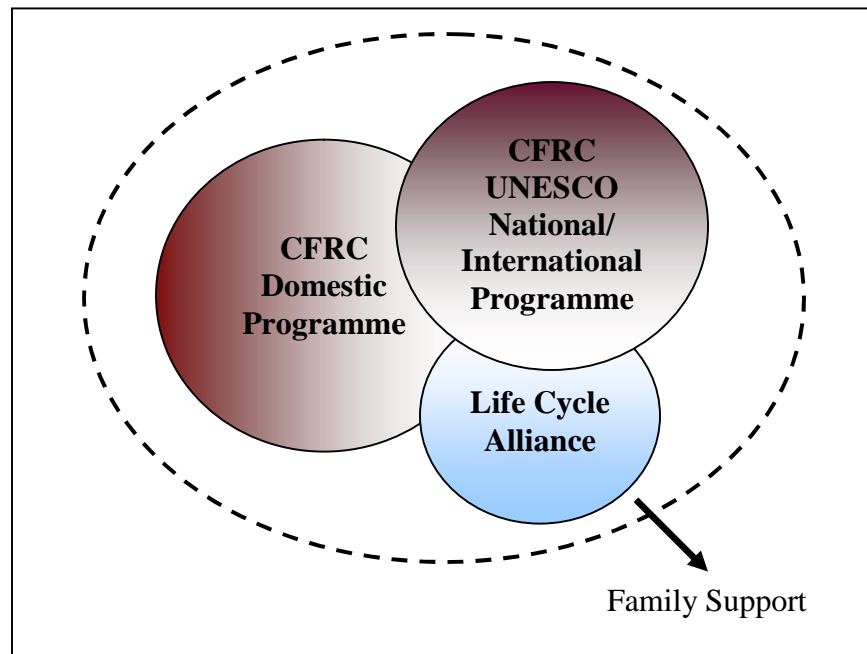 CFRC
UNESCO
National/
International
Programme
CFRC
Domestic
Programme
Life Cycle
Alliance
Family Support